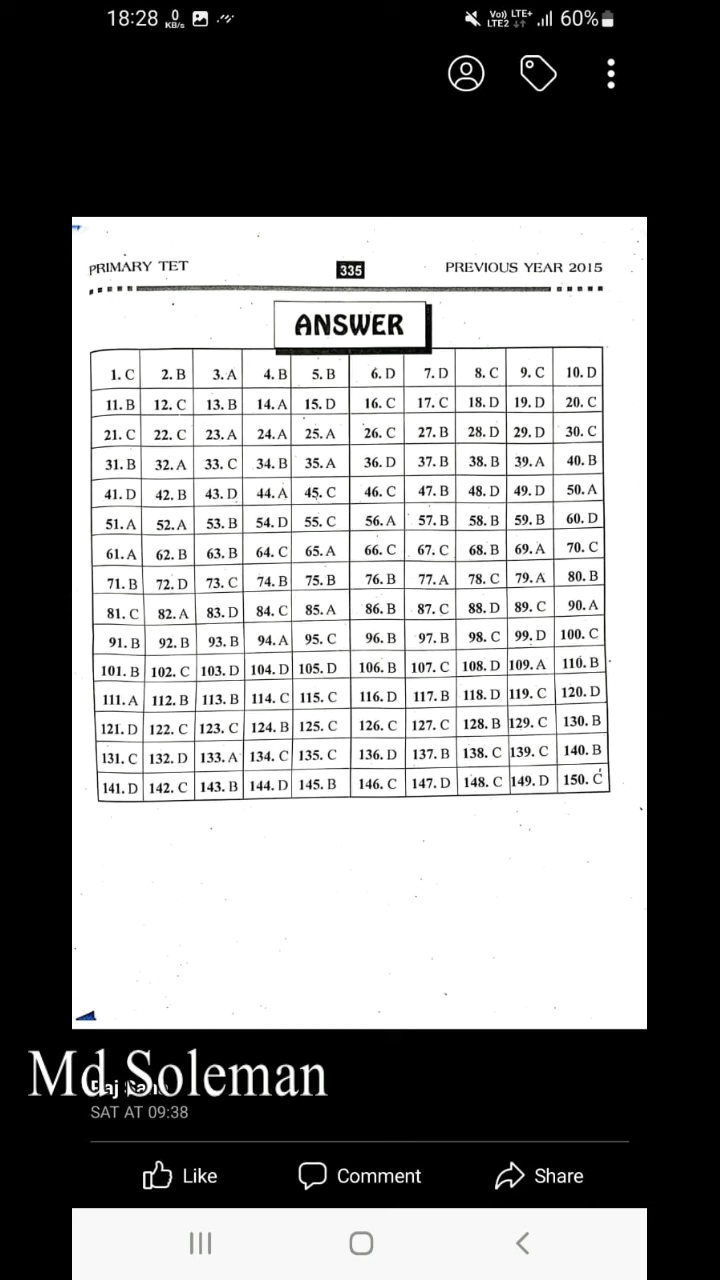 18:28 0 KB/s Vo)) LTE+ LTE2 60%
PRIMARY TET 335 PREVIOUS YEAR 2015
ANSWER
1. C 2. B 3. A 4. B 5. B 6. D 7. D 8. C 9. C 10. D
11. B 12. C 13. B 14. A 15. D 16. C 17. C 18. D 19. D 20. C
21. C 22. C 23. A 24. A 25. A 26. C 27. B 28. D 29. D 30. C
31. B 32. A 33. C 34. B 35. A 36. D 37. B 38. B 39. A 40. B
41. D 42. B 43. D 44. A 45. C 46. C 47. B 48. D 49. D 50. A
51. A 52. A 53. B 54. D 55. C 56. A 57. B 58. B 59. B 60. D
61. A 62. B 63. B 64. C 65. A 66. C 67. C 68. B 69. A 70. C
71. B 72. D 73. C 74. B 75. B 76. B 77. A 78. C 79. A 80. B
81. C 82. A 83. D 84. C 85. A 86. B 87. C 88. D 89. C 90. A
91. B 92. B 93. B 94. A 95. C 96. B 97. B 98. C 99. D 100. C
101. B 102. C 103. D 104. D 105. D 106. B 107. C 108. D 109. A 110. B
111. A 112. B 113. B 114. C 115. C 116. D 117. B 118. D 119. C 120. D
121. D 122. C 123. C 124. B 125. C 126. C 127. C 128. B 129. C 130. B
131. C 132. D 133. A 134. C 135. C 136. D 137. B 138. C 139. C 140. B
141. D 142. C 143. B 144. D 145. B 146. C 147. D 148. C 149. D 150. C
Md Soleman
SAT AT 09:38
Like Comment Share